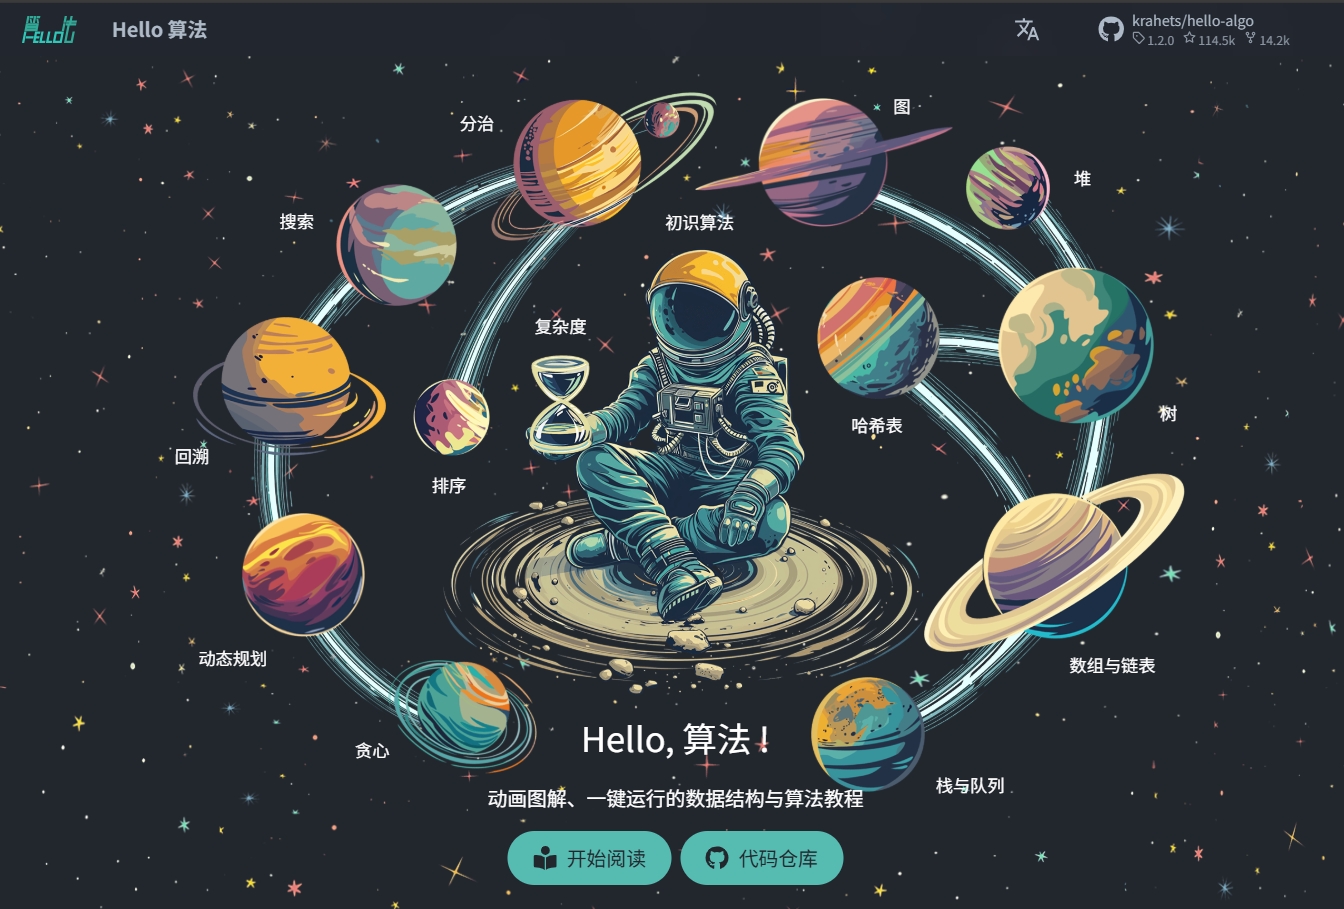 Hello 算法
Hello 算法
krahets/hello-algo
1.2.0 114.5k 14.2k
图
分治
堆
搜索
初识算法
复杂度
树
哈希表
回溯
排序
动态规划
数组与链表
贪心
Hello, 算法！
栈与队列
动画图解、一键运行的数据结构与算法教程
开始阅读
代码仓库